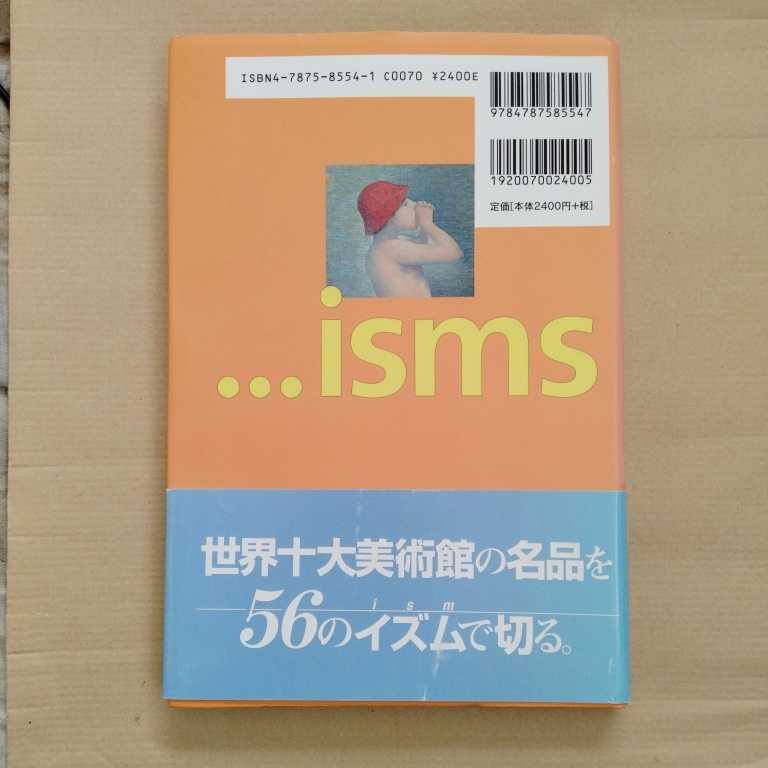 ISBN4-7875-8554-1 C0070 ¥2400E
9784787585547
1920070024005
定価[本体2400円+税]
...isms
世界十大美術館の名品を
ism
56のイズムで切る。